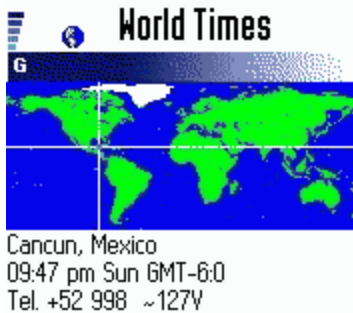 World Times
G
Cancun, Mexico
09:47 pm Sun GMT-6:0
Tel. +52 998 ~127V